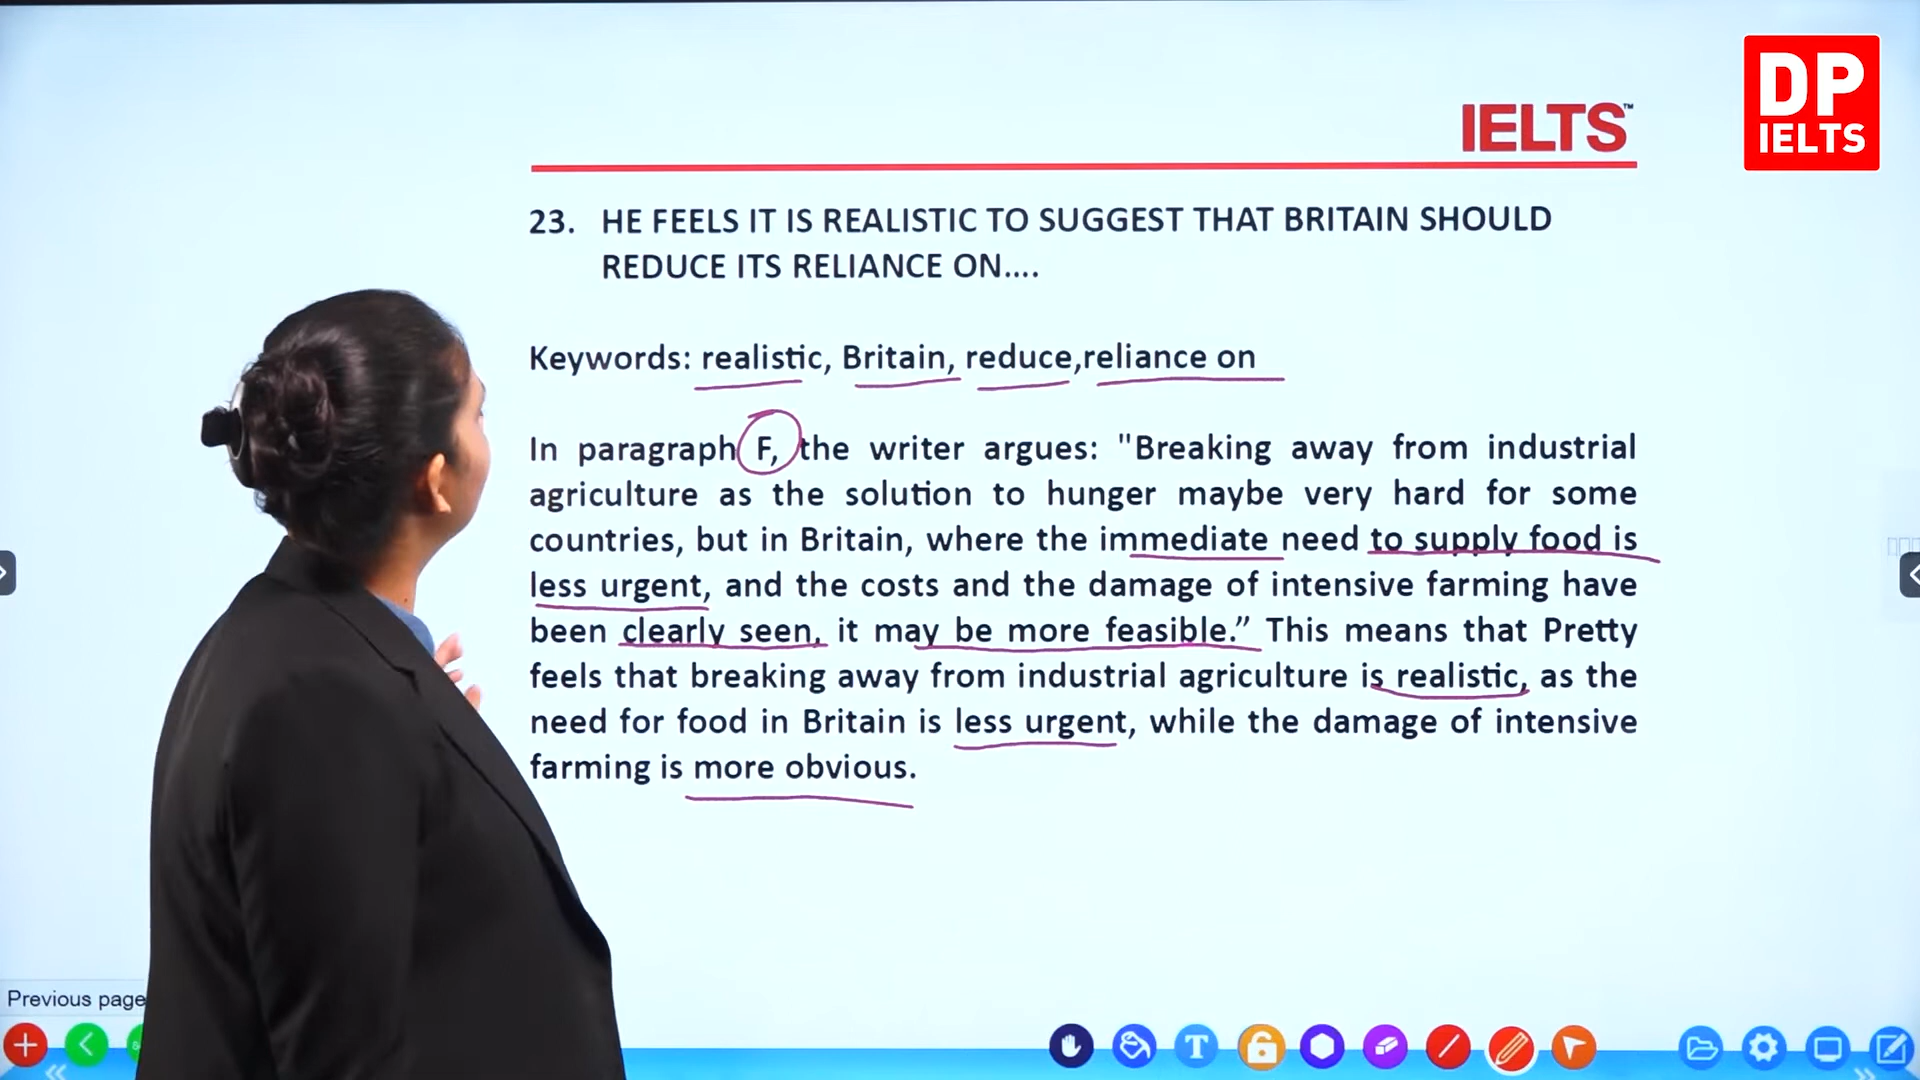 DP
IELTS
IELTS™
23. HE FEELS IT IS REALISTIC TO SUGGEST THAT BRITAIN SHOULD
REDUCE ITS RELIANCE ON....
Keywords: realistic, Britain, reduce,reliance on
In paragraph F, the writer argues: "Breaking away from industrial
agriculture as the solution to hunger maybe very hard for some
countries, but in Britain, where the immediate need to supply food is
less urgent, and the costs and the damage of intensive farming have
been clearly seen, it may be more feasible.” This means that Pretty
feels that breaking away from industrial agriculture is realistic, as the
need for food in Britain is less urgent, while the damage of intensive
farming is more obvious.
Previous page
T